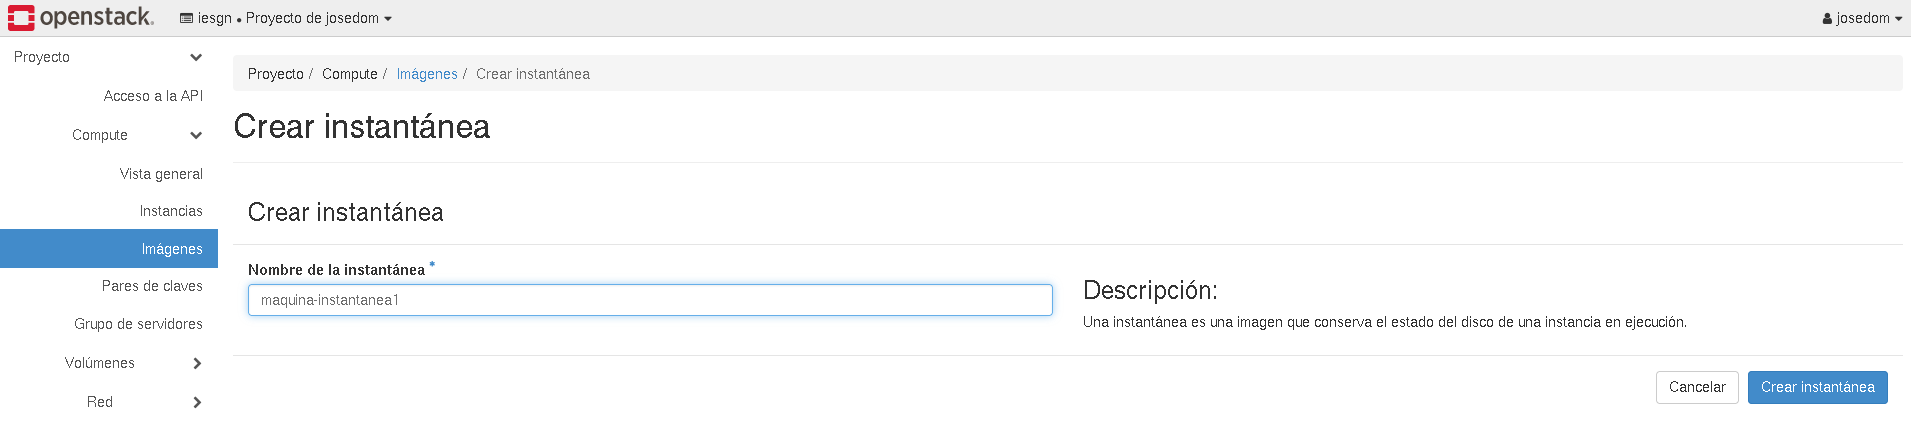 openstack. iesgn • Proyecto de josedom josedom
Proyecto
Acceso a la API
Compute
Vista general
Instancias
Imágenes
Pares de claves
Grupo de servidores
Volúmenes
Red
Proyecto / Compute / Imágenes / Crear instantánea
Crear instantánea
Crear instantánea
Nombre de la instantánea *
maquina-instantanea1
Descripción:
Una instantánea es una imagen que conserva el estado del disco de una instancia en ejecución.
Cancelar Crear instantánea